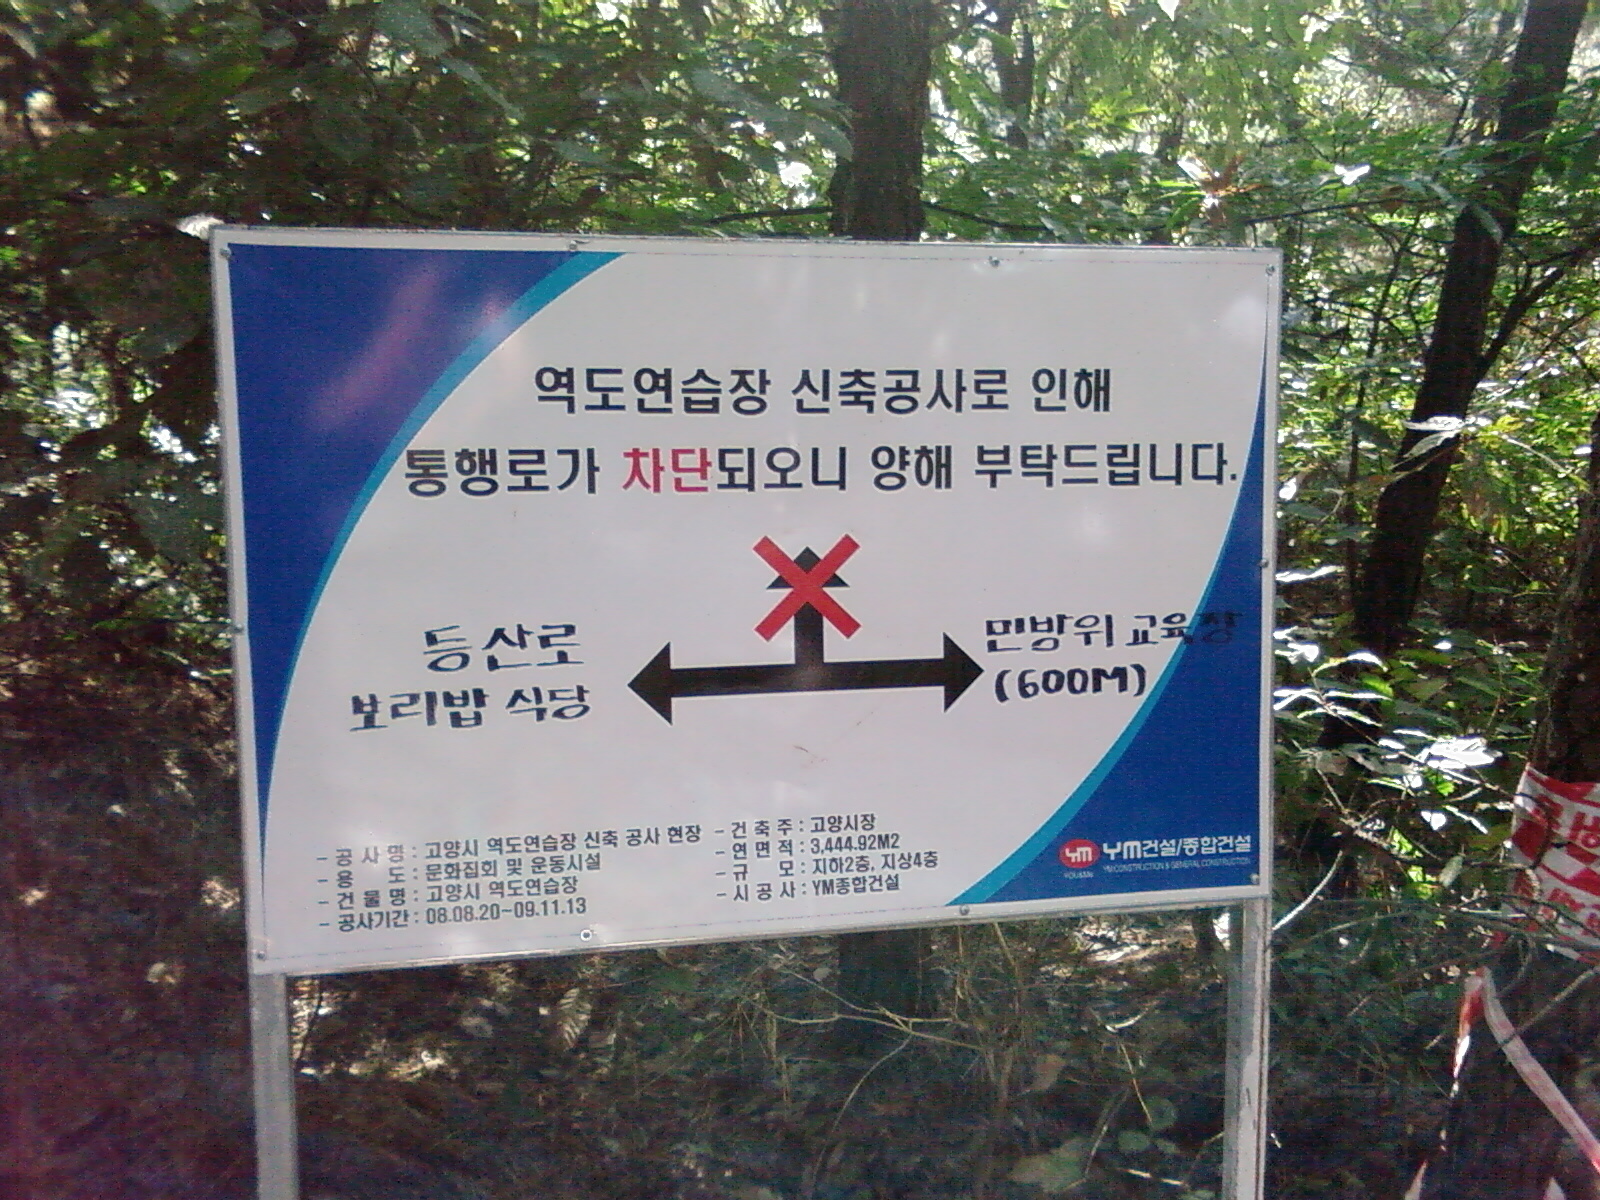 역도연습장 신축공사로 인해
통행로가 차단되오니 양해 부탁드립니다.
등산로
보리밥 식당
민방위 교육장
(600M)
- 공 사 명 : 고양시 역도연습장 신축 공사 현장
- 용 도 : 문화집회 및 운동시설
- 건 물 명 : 고양시 역도연습장
- 공사기간 : 08.08.20~09.11.13
- 건 축 주 : 고양시장
- 연 면 적 : 3,444.92M2
- 규 모 : 지하2층, 지상4층
- 시 공 사 : YM종합건설
YM YM건설/종합건설
YOU&ME YM CONSTRUCTION & GENERAL CONSTRUCTION